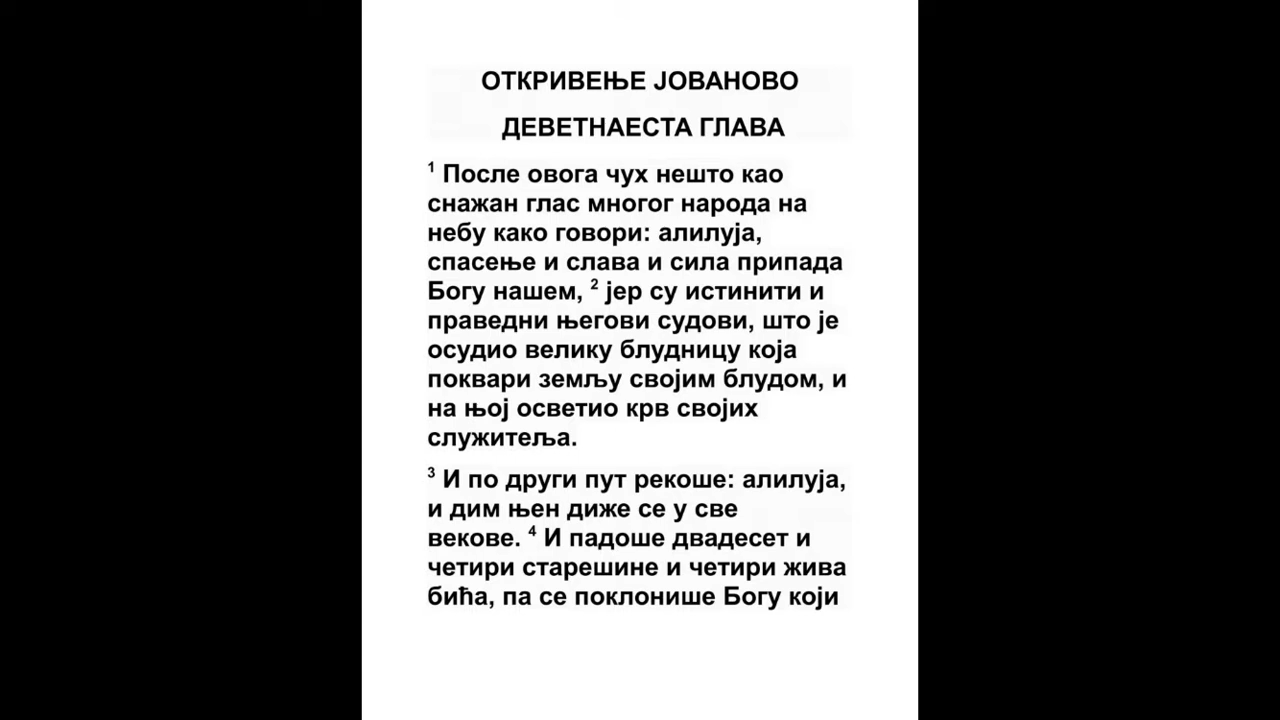 ОТКРИВЕЊЕ ЈОВАНОВО
ДЕВЕТНАЕСТА ГЛАВА
1 После овога чух нешто као
снажан глас многог народа на
небу како говори: алилуја,
спасење и слава и сила припада
Богу нашем, 2 јер су истинити и
праведни његови судови, што је
осудио велику блудницу која
поквари земљу својим блудом, и
на њој осветио крв својих
служитеља.
3 И по други пут рекоше: алилуја,
и дим њен диже се у све
векове. 4 И падоше двадесет и
четири старешине и четири жива
бића, па се поклонише Богу који